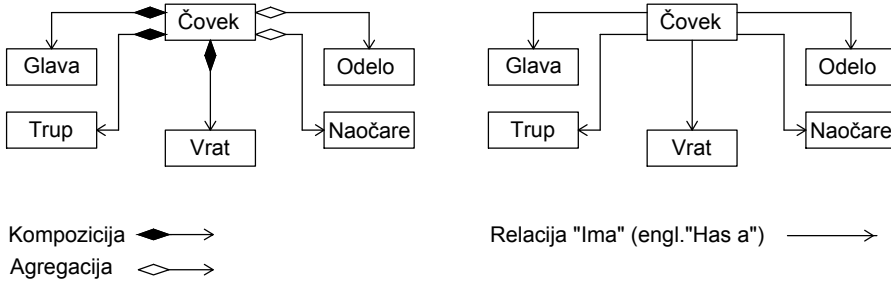 Čovek
Glava
Odelo
Trup
Vrat
Naočare
Kompozicija
Agregacija
Čovek
Glava
Odelo
Trup
Vrat
Naočare
Relacija "Ima" (engl."Has a")